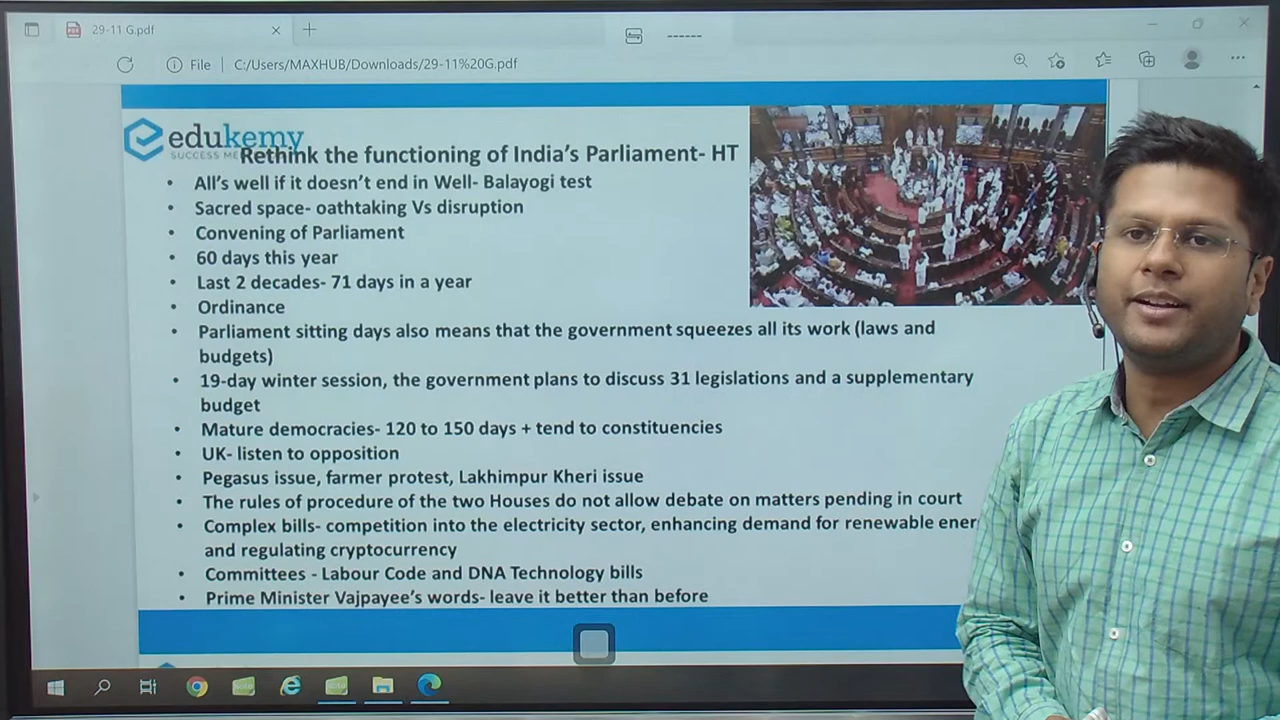 29-11 G.pdf
------
File
C:/Users/MAXHUB/Downloads/29-11%20G.pdf
edukemy
SUCCESS ME
Rethink the functioning of India's Parliament- HT
• All's well if it doesn't end in Well- Balayogi test
• Sacred space- oathtaking Vs disruption
• Convening of Parliament
• 60 days this year
• Last 2 decades- 71 days in a year
• Ordinance
• Parliament sitting days also means that the government squeezes all its work (laws and
budgets)
• 19-day winter session, the government plans to discuss 31 legislations and a supplementary
budget
• Mature democracies- 120 to 150 days + tend to constituencies
• UK- listen to opposition
• Pegasus issue, farmer protest, Lakhimpur Kheri issue
• The rules of procedure of the two Houses do not allow debate on matters pending in court
• Complex bills- competition into the electricity sector, enhancing demand for renewable ener
and regulating cryptocurrency
• Committees - Labour Code and DNA Technology bills
• Prime Minister Vajpayee's words- leave it better than before